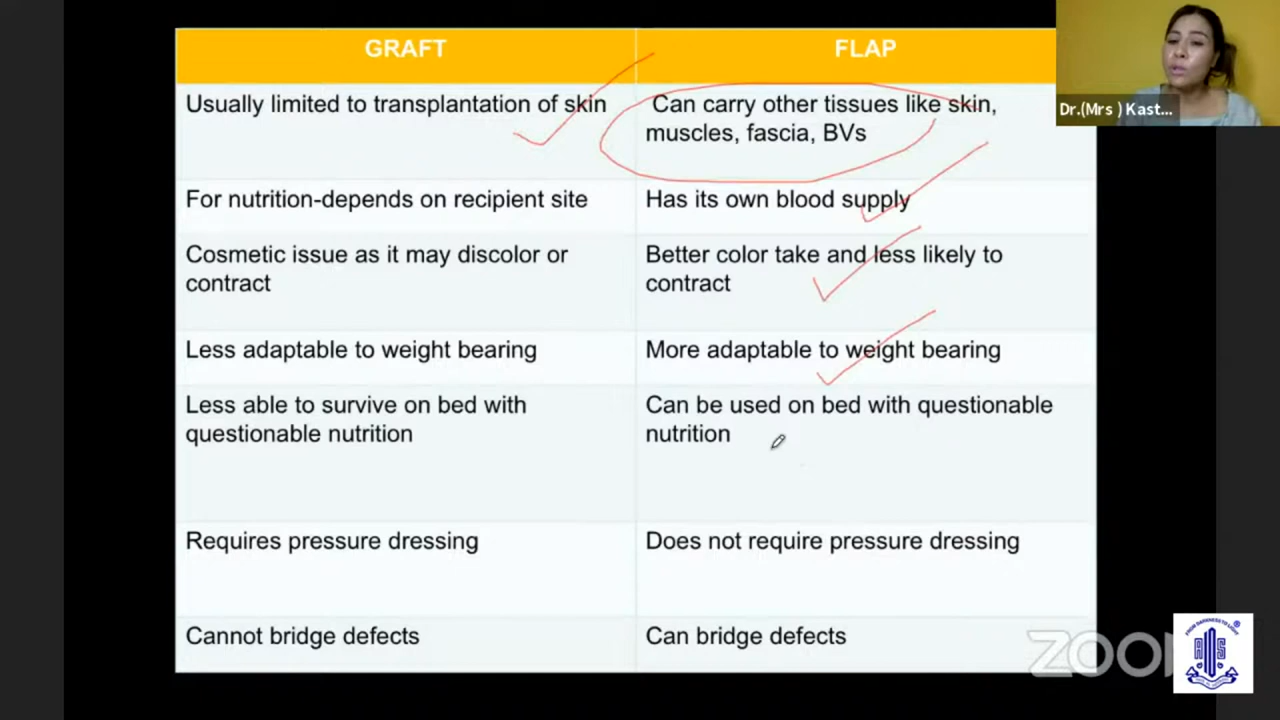 GRAFT
FLAP
Usually limited to transplantation of skin
Can carry other tissues like skin,
muscles, fascia, BVs
For nutrition-depends on recipient site
Has its own blood supply
Cosmetic issue as it may discolor or
contract
Better color take and less likely to
contract
Less adaptable to weight bearing
More adaptable to weight bearing
Less able to survive on bed with
questionable nutrition
Can be used on bed with questionable
nutrition
Requires pressure dressing
Does not require pressure dressing
Cannot bridge defects
Can bridge defects
Dr.(Mrs ) Kast...
FROM DARKNESS TO LIGHT